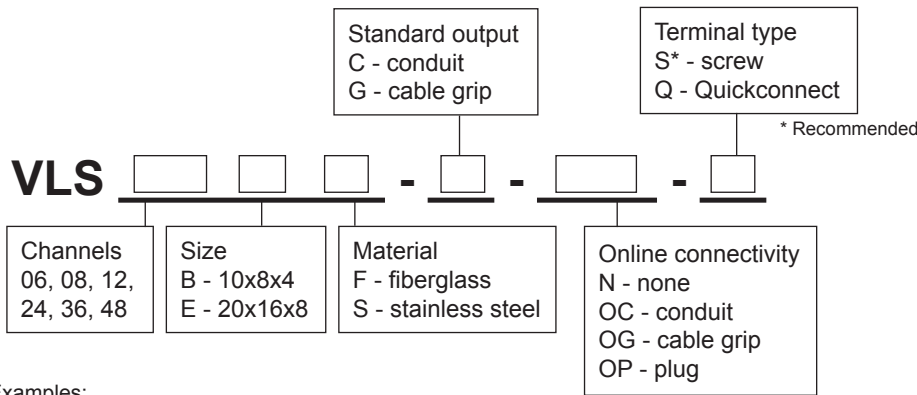 Standard output
C - conduit
G - cable grip
Terminal type
S* - screw
Q - Quickconnect
* Recommended
VLS - - -
Channels
06, 08, 12,
24, 36, 48
Size
B - 10x8x4
E - 20x16x8
Material
F - fiberglass
S - stainless steel
Online connectivity
N - none
OC - conduit
OG - cable grip
OP - plug
Examples: